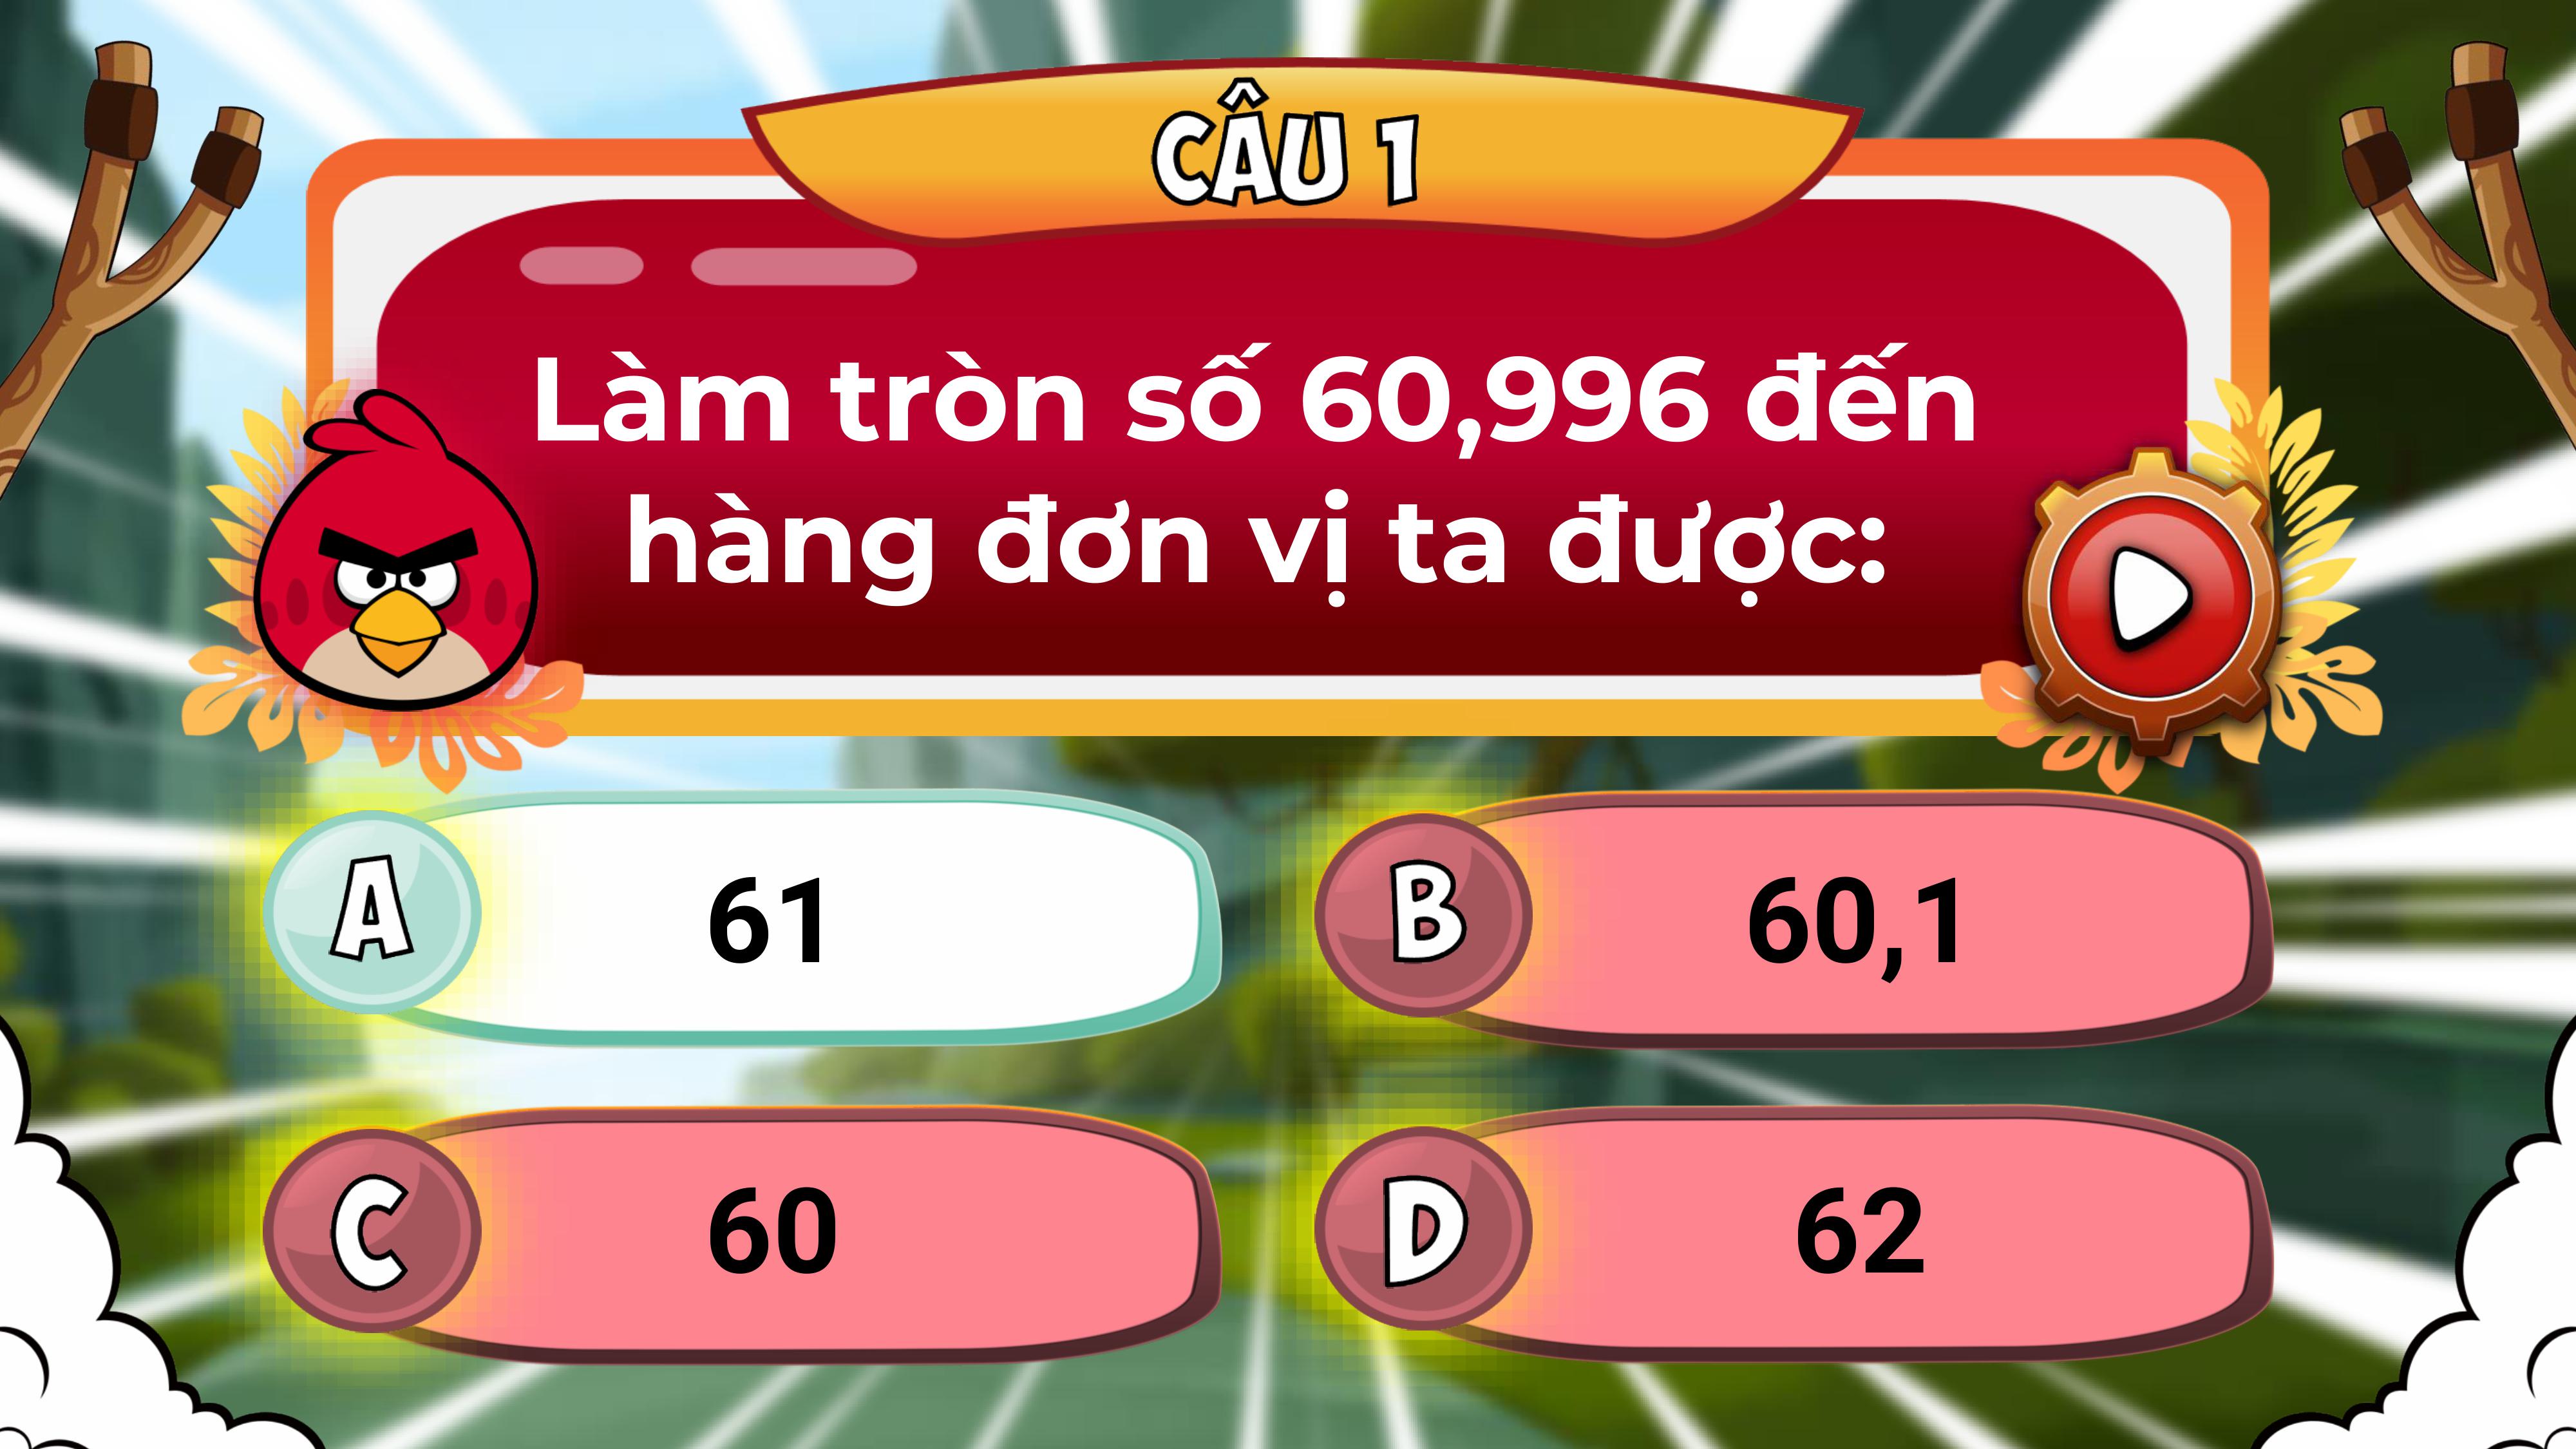 CÂU 1
Làm tròn số 60,996 đến
hàng đơn vị ta được:
A
61
B
60,1
C
60
D
62